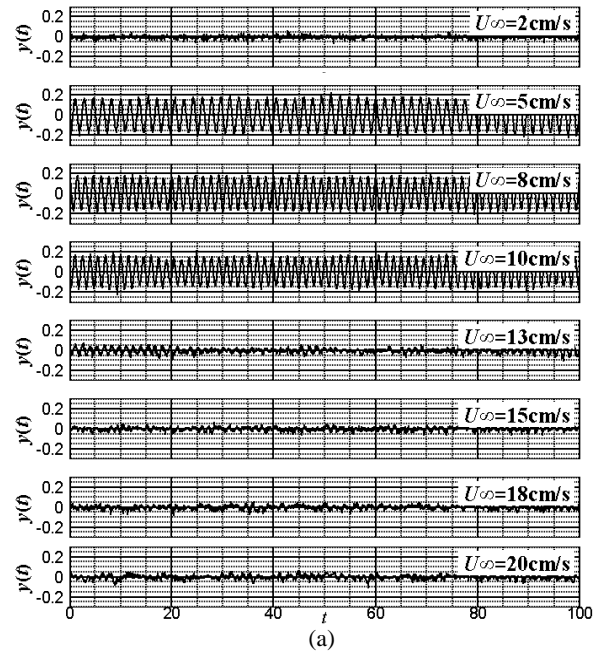 0.2
0
-0.2
y(t)
U∞=2cm/s
0.2
0
-0.2
y(t)
U∞=5cm/s
0.2
0
-0.2
y(t)
U∞=8cm/s
0.2
0
-0.2
y(t)
U∞=10cm/s
0.2
0
-0.2
y(t)
U∞=13cm/s
0.2
0
-0.2
y(t)
U∞=15cm/s
0.2
0
-0.2
y(t)
U∞=18cm/s
0.2
0
-0.2
y(t)
U∞=20cm/s
0 20 40 60 80 100
t
(a)